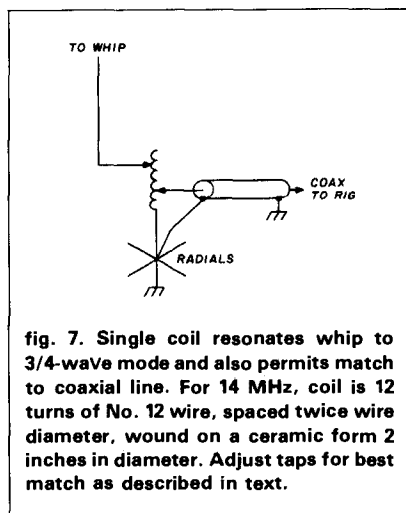 TO WHIP
COAX
TO RIG
RADIALS
fig. 7. Single coil resonates whip to
3/4-wave mode and also permits match
to coaxial line. For 14 MHz, coil is 12
turns of No. 12 wire, spaced twice wire
diameter, wound on a ceramic form 2
inches in diameter. Adjust taps for best
match as described in text.